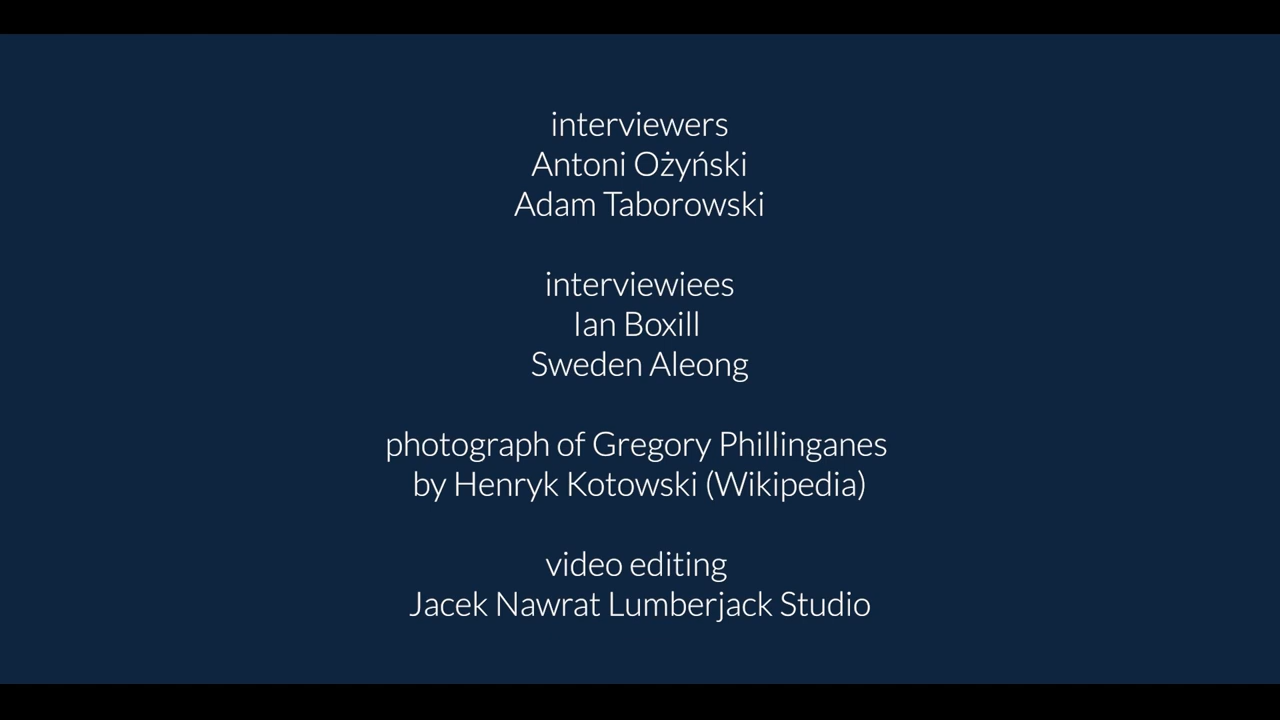 interviewers
Antoni Ożyński
Adam Taborowski
interviewiees
Ian Boxill
Sweden Aleong
photograph of Gregory Phillinganes
by Henryk Kotowski (Wikipedia)
video editing
Jacek Nawrat Lumberjack Studio